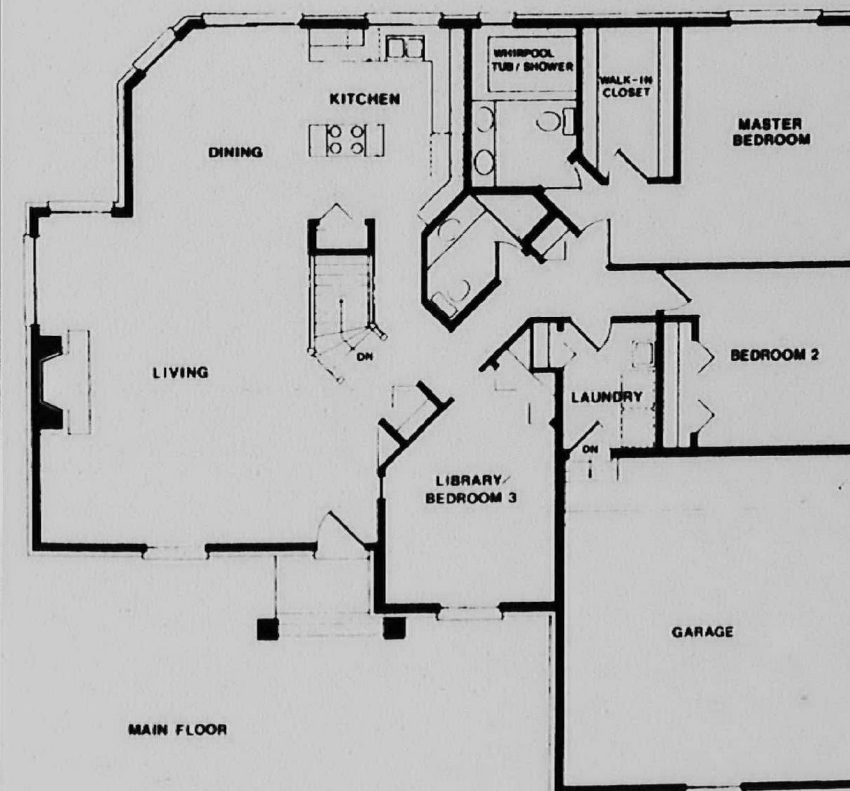 WHIRPOOL
TUB / SHOWER
WALK-IN
CLOSET
KITCHEN
MASTER
BEDROOM
DINING
DN
LIVING
BEDROOM 2
LAUNDRY
DN
LIBRARY/
BEDROOM 3
GARAGE
MAIN FLOOR